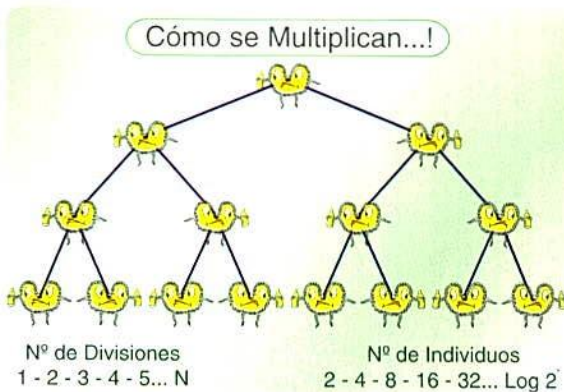 Cómo se Multiplican...!
Nº de Divisiones
1 - 2 - 3 - 4 - 5... N
Nº de Individuos
2 - 4 - 8 - 16 - 32... Log 2